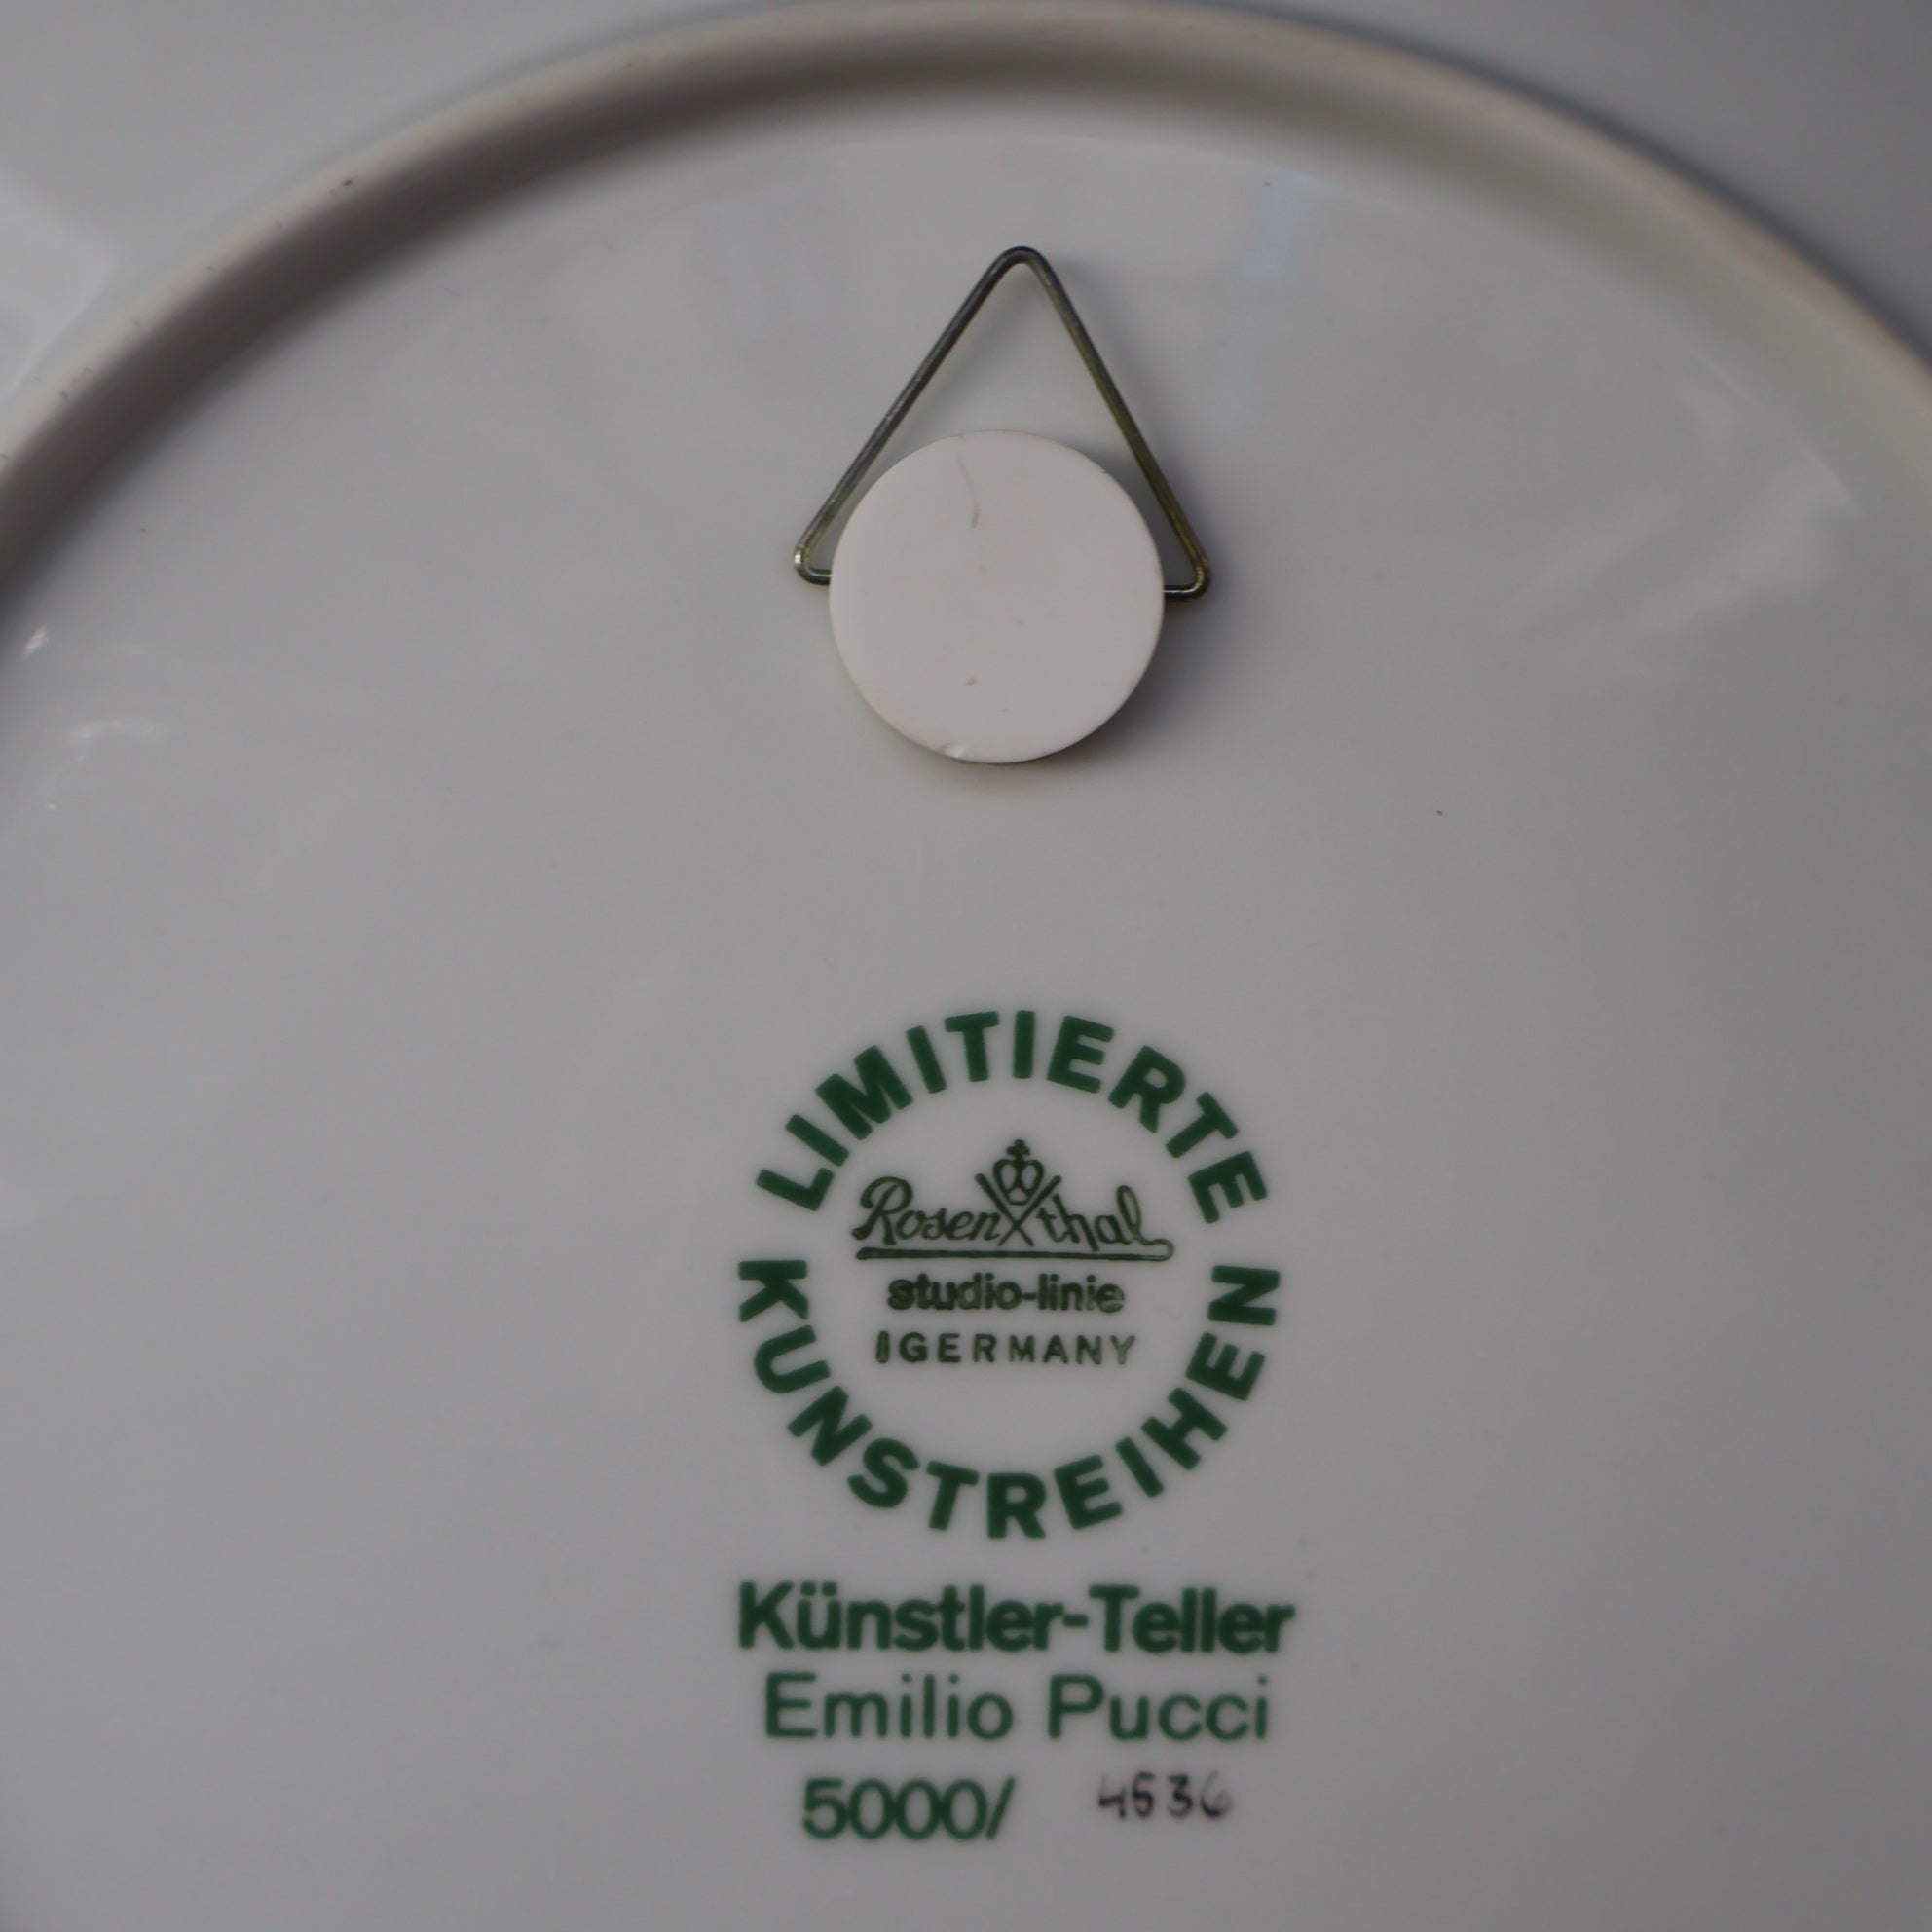 LIMITIERTE
Rosenthal
studio-linie
GERMANY
KUNSTREIHEN
Künstler-Teller
Emilio Pucci
5000/ 4536